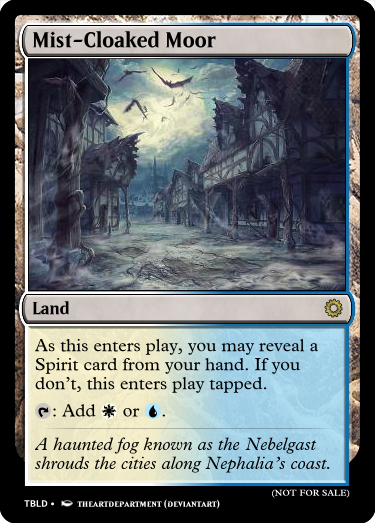 Mist-Cloaked Moor
Land
As this enters play, you may reveal a
Spirit card from your hand. If you
don't, this enters play tapped.
: Add or .
A haunted fog known as the Nebelgast
shrouds the cities along Nephalia's coast.
(NOT FOR SALE)
TBLD • THEARTDEPARTMENT (DEVIANTART)